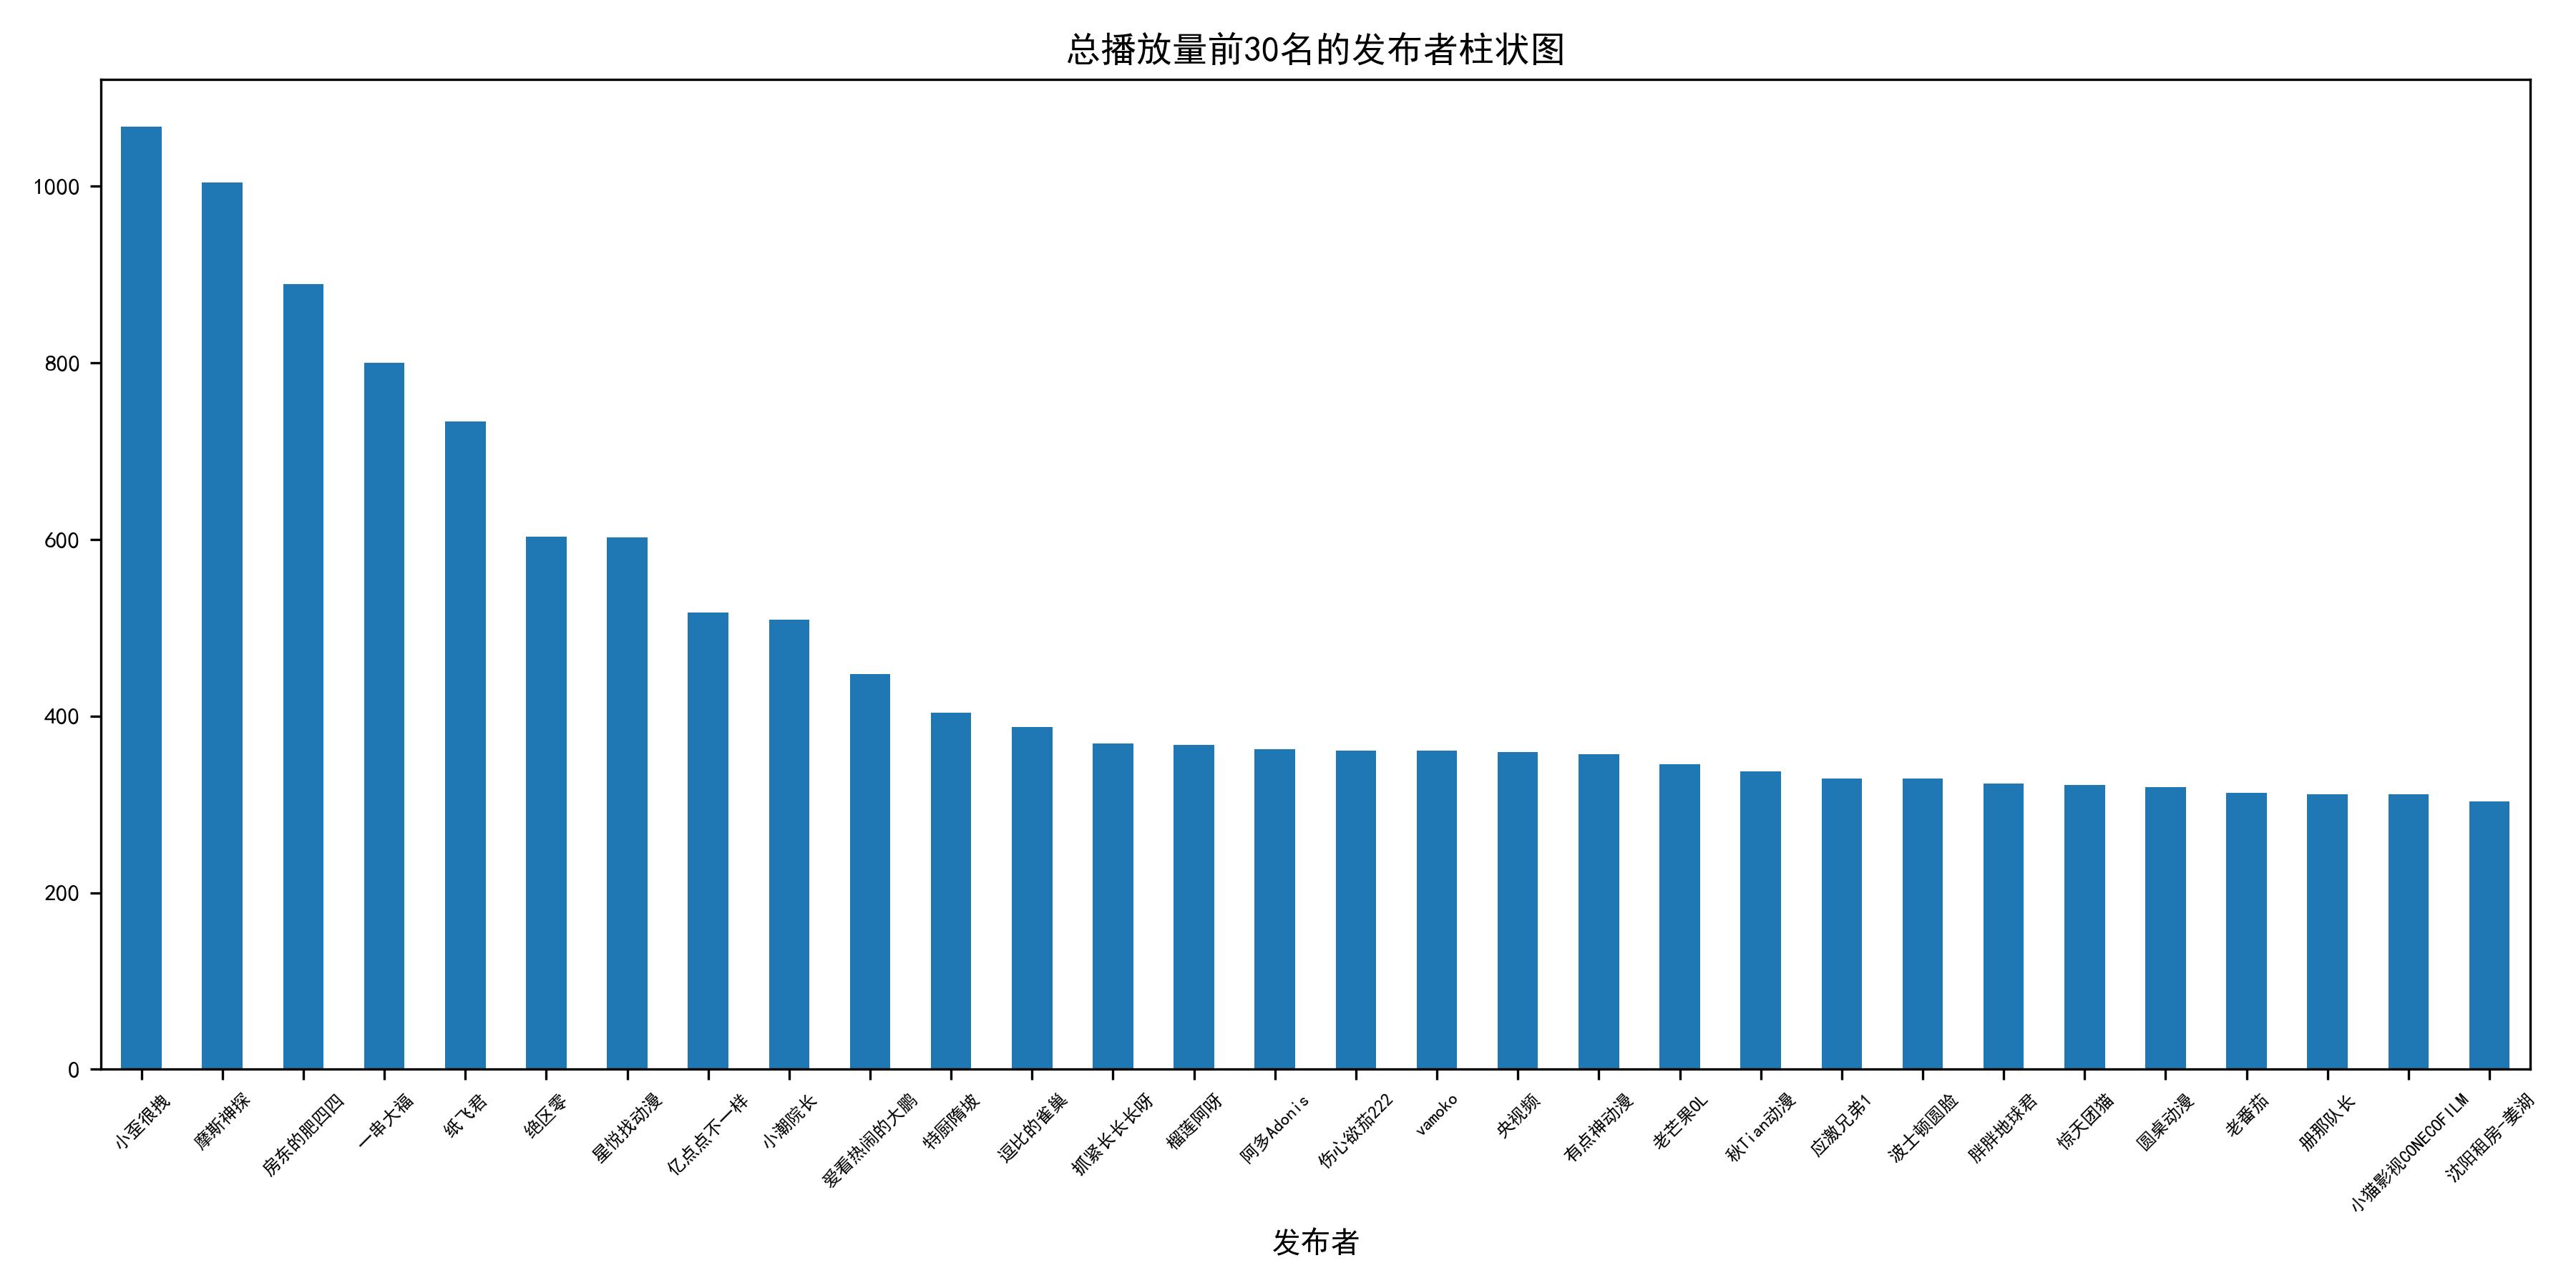 总播放量前30名的发布者柱状图
1000
800
600
400
200
0
小歪很拽
摩斯神探
房东的肥四四
一串大福
纸飞君
绝区零
星悦找动漫
亿点点不一样
小潮院长
爱看热闹的大鹏
特厨隋坡
逗比的雀巢
抓紧长长长呀
榴莲阿呀
阿多Adonis
伤心欲茄222
vamoko
央视频
有点神动漫
老芒果OL
秋Tian动漫
应激兄弟1
波士顿圆脸
胖胖地球君
惊天团猫
圆桌动漫
老番茄
册那队长
小猫影视OONECOFILM
沈阳租房-姜湖
发布者